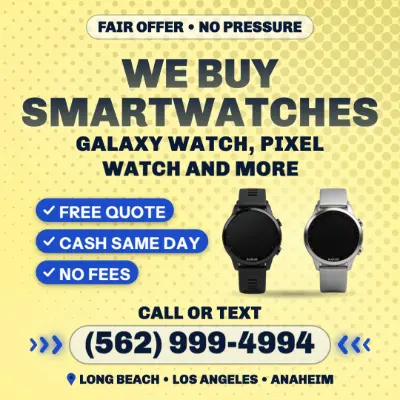 FAIR OFFER • NO PRESSURE
WE BUY
SMARTWATCHES
GALAXY WATCH, PIXEL
WATCH AND MORE
FREE QUOTE
CASH SAME DAY
NO FEES
CALL OR TEXT
(562) 999-4994
LONG BEACH • LOS ANGELES • ANAHEIM